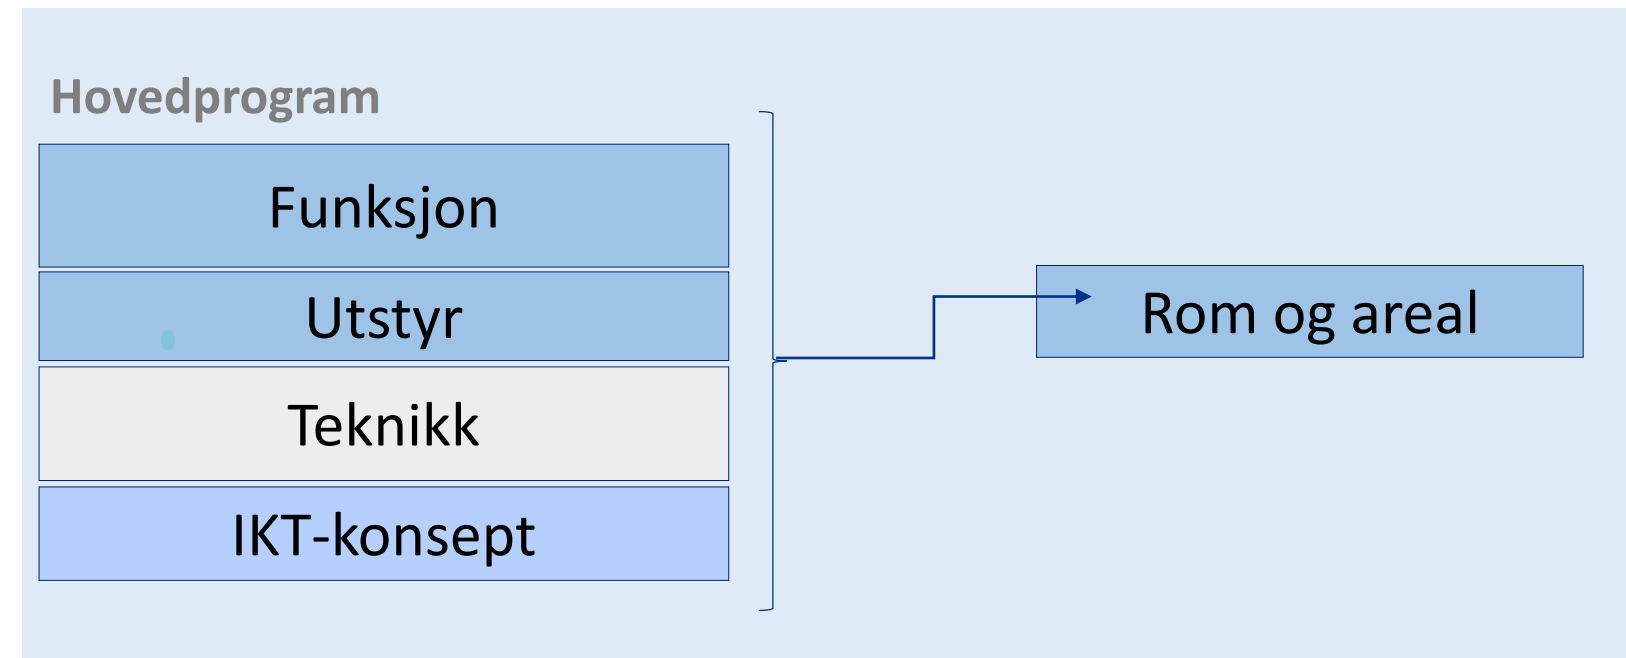 Hovedprogram
Funksjon
Utstyr
Teknikk
IKT-konsept
Rom og areal